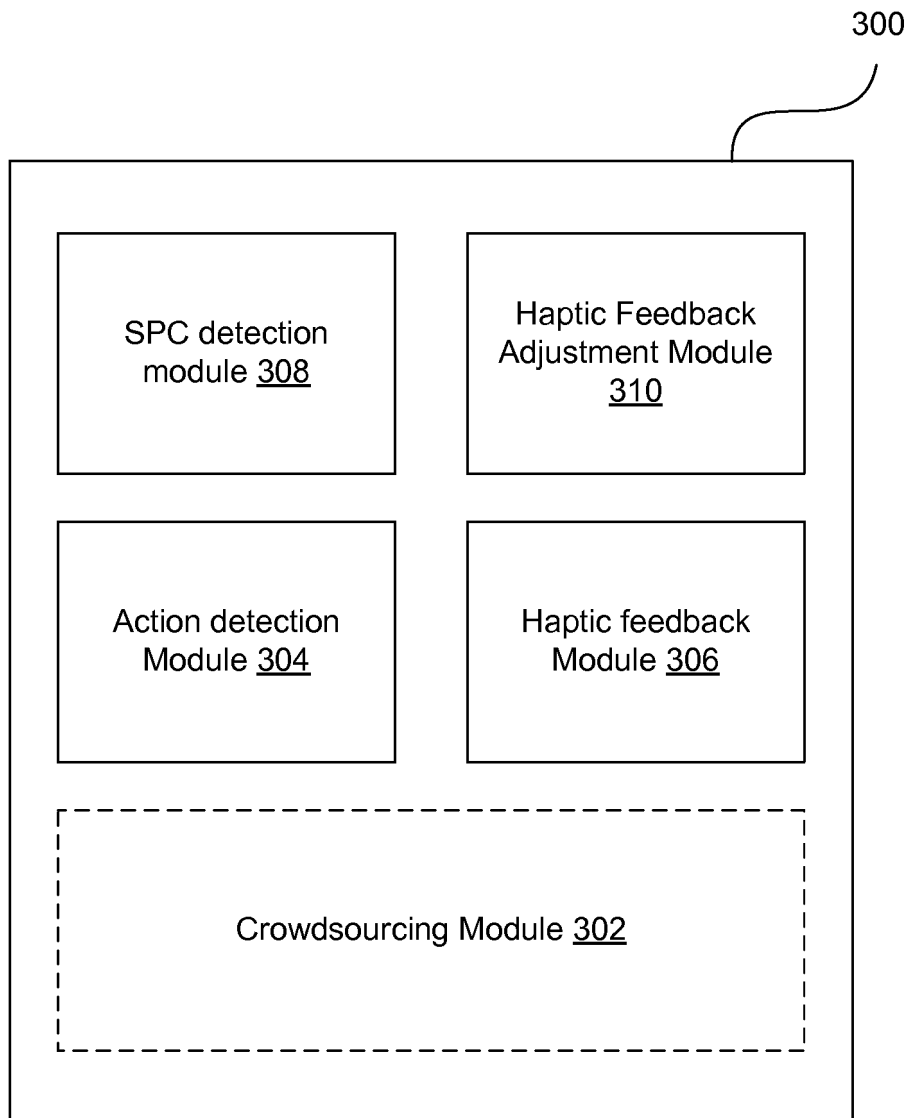 300
SPC detection
module 308
Haptic Feedback
Adjustment Module
310
Action detection
Module 304
Haptic feedback
Module 306
Crowdsourcing Module 302